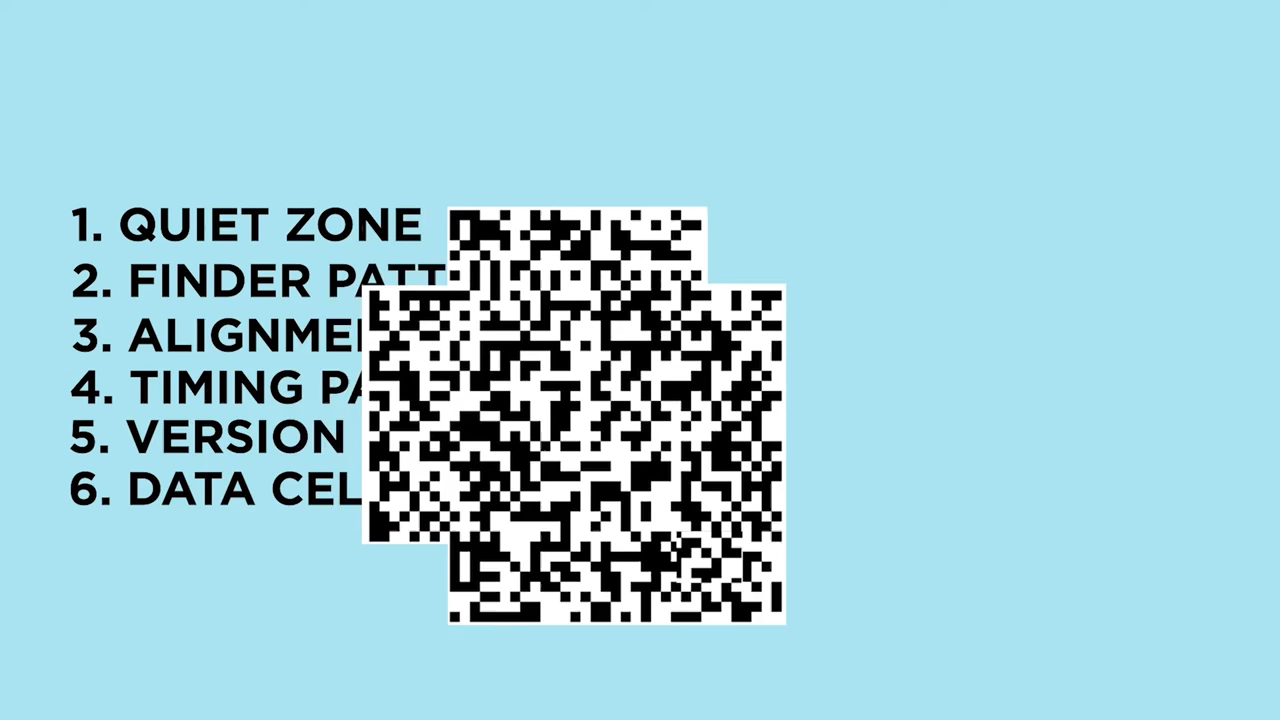 1. QUIET ZONE
2. FINDER PATT
3. ALIGNME
4. TIMING PA
5. VERSION
6. DATA CEL